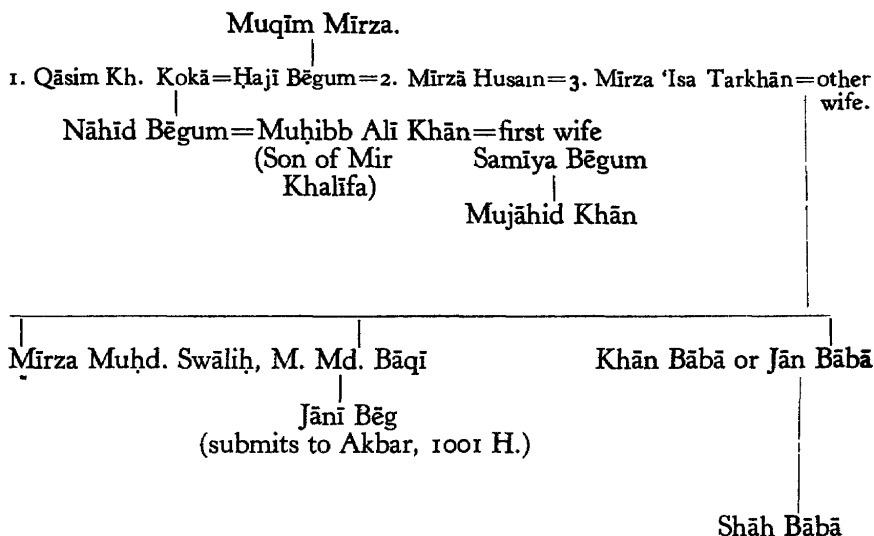 Muqīm Mīrza.
1. Qāsim Kh. Kokā=Ḥajī Bēgum=2. Mīrzā Husain=3. Mīrza 'Isa Tarkhān=other
wife.
Nāhīd Bēgum=Muḥibb Alī Khān=first wife
(Son of Mir Samīya Bēgum
Khalīfa)
Mujāhid Khān
Mīrza Muḥd. Swāliḥ, M. Md. Bāqī Khān Bābā or Jān Bābā
Jānī Bēg
(submits to Akbar, 1001 H.)
Shāh Bābā